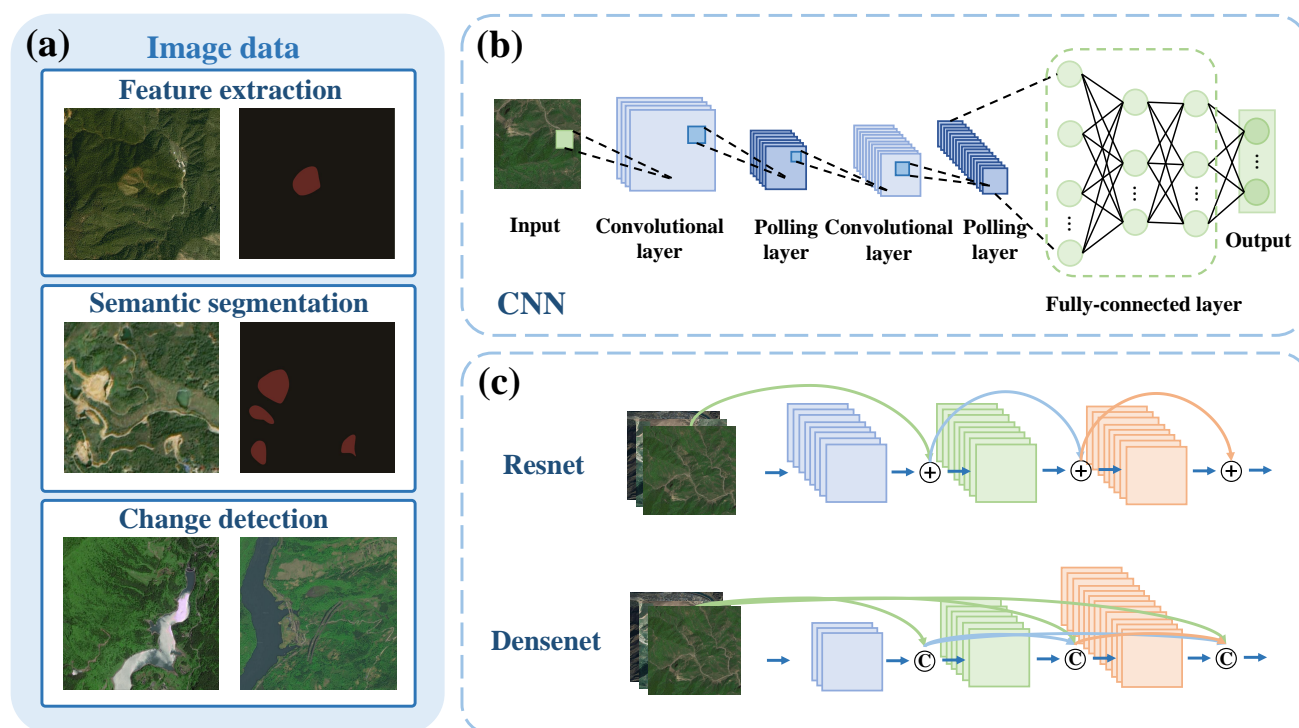 (a)
Image data
Feature extraction
Semantic segmentation
Change detection
(b)
Input
Convolutional
layer
Polling
layer
Convolutional
layer
Polling
layer
Fully-connected layer
Output
CNN
(c)
Resnet
Densenet
C
C
C